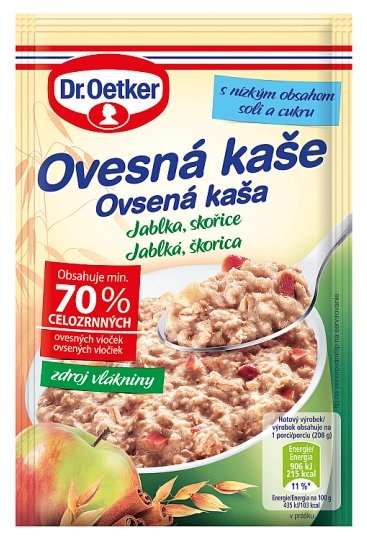 Dr.Oetker
s nízkým obsahom
soli a cukru
Ovesná kaše
Ovsená kaša
Jablka, skořice
Jablká, škorica
Obsahuje min.
70%
CELOZRNNÝCH
ovesných vloček
ovsených vločiek
zdroj vlákniny
Hotový výrobek/
výrobok obsahuje na
1 porci/porciu (208 g)
Energie/
Energia
906 kJ
215 kcal
11 %*
Energie/Energia na 100 g
435 kJ/103 kcal
v prášku